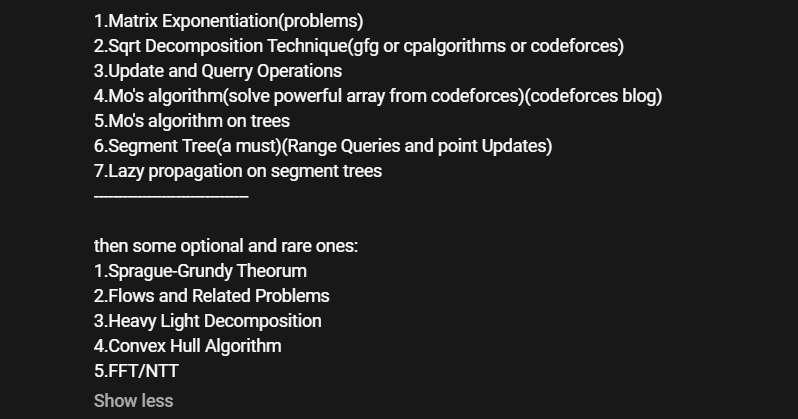 1.Matrix Exponentiation(problems)
2.Sqrt Decomposition Technique(gfg or cpalgorithms or codeforces)
3.Update and Querry Operations
4.Mo's algorithm(solve powerful array from codeforces)(codeforces blog)
5.Mo's algorithm on trees
6.Segment Tree(a must)(Range Queries and point Updates)
7.Lazy propagation on segment trees
--------------------------------
then some optional and rare ones:
1.Sprague-Grundy Theorum
2.Flows and Related Problems
3.Heavy Light Decomposition
4.Convex Hull Algorithm
5.FFT/NTT
Show less